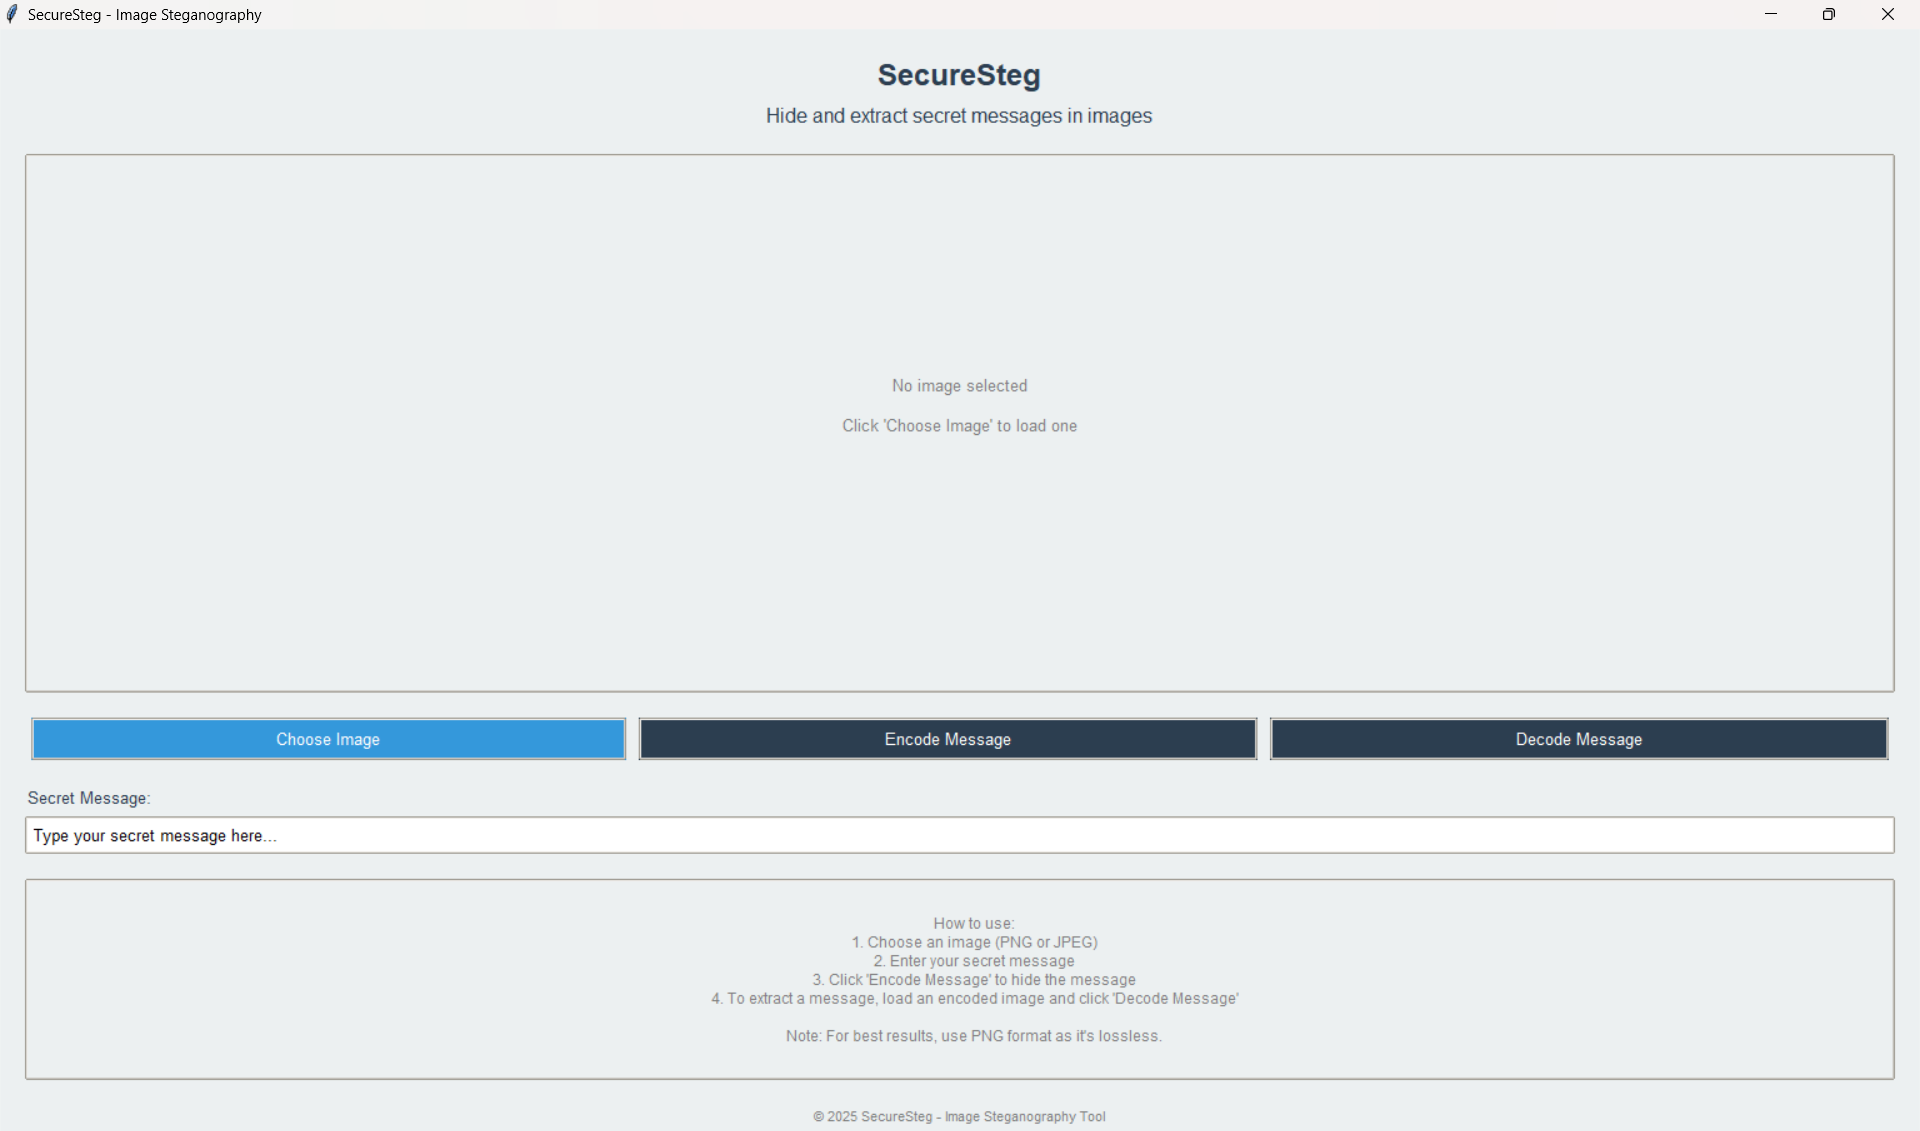 SecureSteg - Image Steganography
SecureSteg
Hide and extract secret messages in images
No image selected
Click 'Choose Image' to load one
Choose Image
Encode Message
Decode Message
Secret Message:
Type your secret message here...
How to use:
1. Choose an image (PNG or JPEG)
2. Enter your secret message
3. Click 'Encode Message' to hide the message
4. To extract a message, load an encoded image and click 'Decode Message'
Note: For best results, use PNG format as it's lossless.
© 2025 SecureSteg - Image Steganography Tool